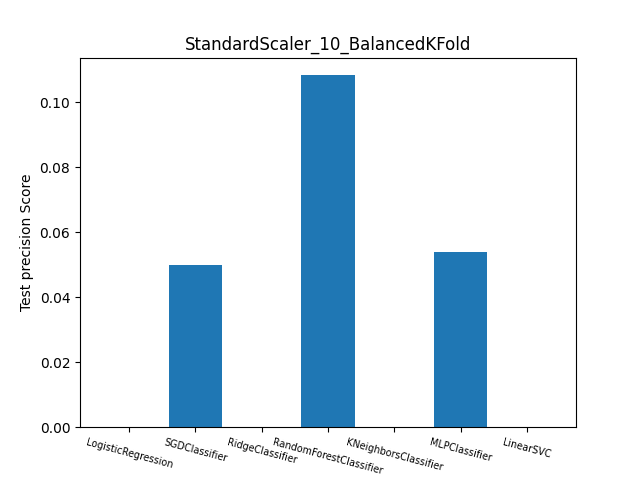 StandardScaler_10_BalancedKFold
Test precision Score
0.10
0.08
0.06
0.04
0.02
0.00
LogisticRegression
SGDClassifier
RidgeClassifier
RandomForestClassifier
KNeighborsClassifier
MLPClassifier
LinearSVC